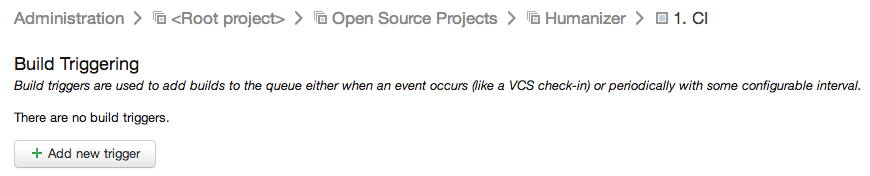 Administration > <Root project> > Open Source Projects > Humanizer > 1. CI
Build Triggering
Build triggers are used to add builds to the queue either when an event occurs (like a VCS check-in) or periodically with some configurable interval.
There are no build triggers.
+ Add new trigger